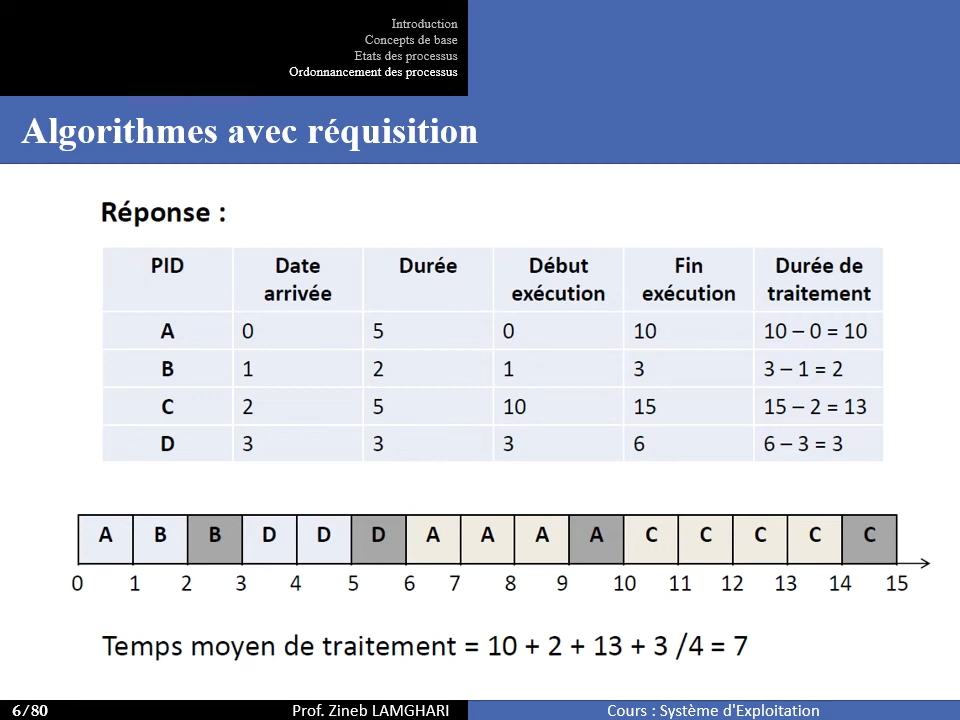 Introduction
Concepts de base
Etats des processus
Ordonnancement des processus
Algorithmes avec réquisition
Réponse :
PID Date arrivée Durée Début exécution Fin exécution Durée de traitement
A 0 5 0 10 10 – 0 = 10
B 1 2 1 3 3 – 1 = 2
C 2 5 10 15 15 – 2 = 13
D 3 3 3 6 6 – 3 = 3
A B B D D D A A A A C C C C C
0 1 2 3 4 5 6 7 8 9 10 11 12 13 14 15
Temps moyen de traitement = 10 + 2 + 13 + 3 /4 = 7
6/80 Prof. Zineb LAMGHARI Cours : Système d'Exploitation